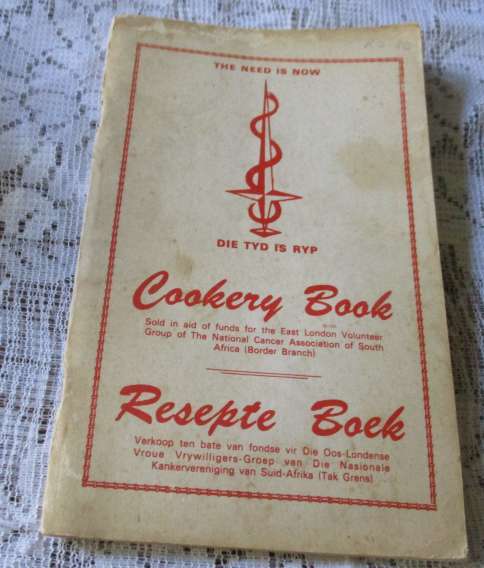 THE NEED IS NOW
DIE TYD IS RYP
Cookery Book
Sold in aid of funds for the East London Volunteer
Group of The National Cancer Association of South
Africa (Border Branch)
Resepte Boek
Verkoop ten bate van fondse vir Die Oos-Londense
Vroue Vrywilligers-Groep van Die Nasionale
Kankervereniging van Suid-Afrika (Tak Grens)